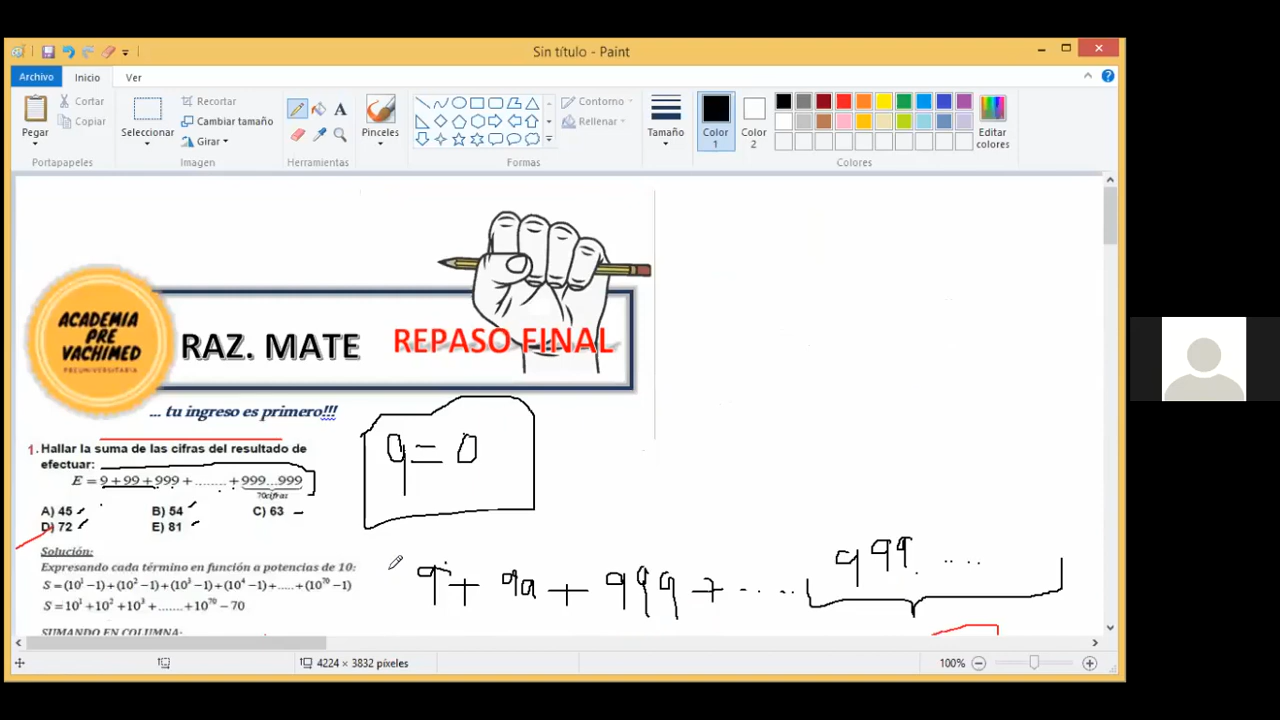 Sin título - Paint
Archivo Inicio Ver
Pegar
Cortar
Copiar
Portapapeles
Seleccionar
Recortar
Cambiar tamaño
Girar
Imagen
A
Herramientas
Pinceles
Contorno
Rellenar
Formas
Tamaño
Color 1
Color 2
Editar colores
Colores
ACADEMIA
PRE
VACHIMED
PREUNIVERSITARIA
RAZ. MATE REPASO FINAL
... tu ingreso es primero!!!
1. Hallar la suma de las cifras del resultado de
efectuar:
E = 9 + 99 + 999 + ........ + 999...999
70cifras
A) 45 B) 54 C) 63
D) 72 E) 81
9 = 0
Solución:
Expresando cada término en función a potencias de 10:
S = (10¹ −1) + (10² −1) + (10³ −1) + (10⁴ −1) + ..... + (10⁷⁰ −1)
S = 10¹ + 10² + 10³ + ....... + 10⁷⁰ − 70
SUMANDO EN COLUMNA:
9 + 99 + 999 + ..... 999 .....
4224 × 3832 píxeles
100%